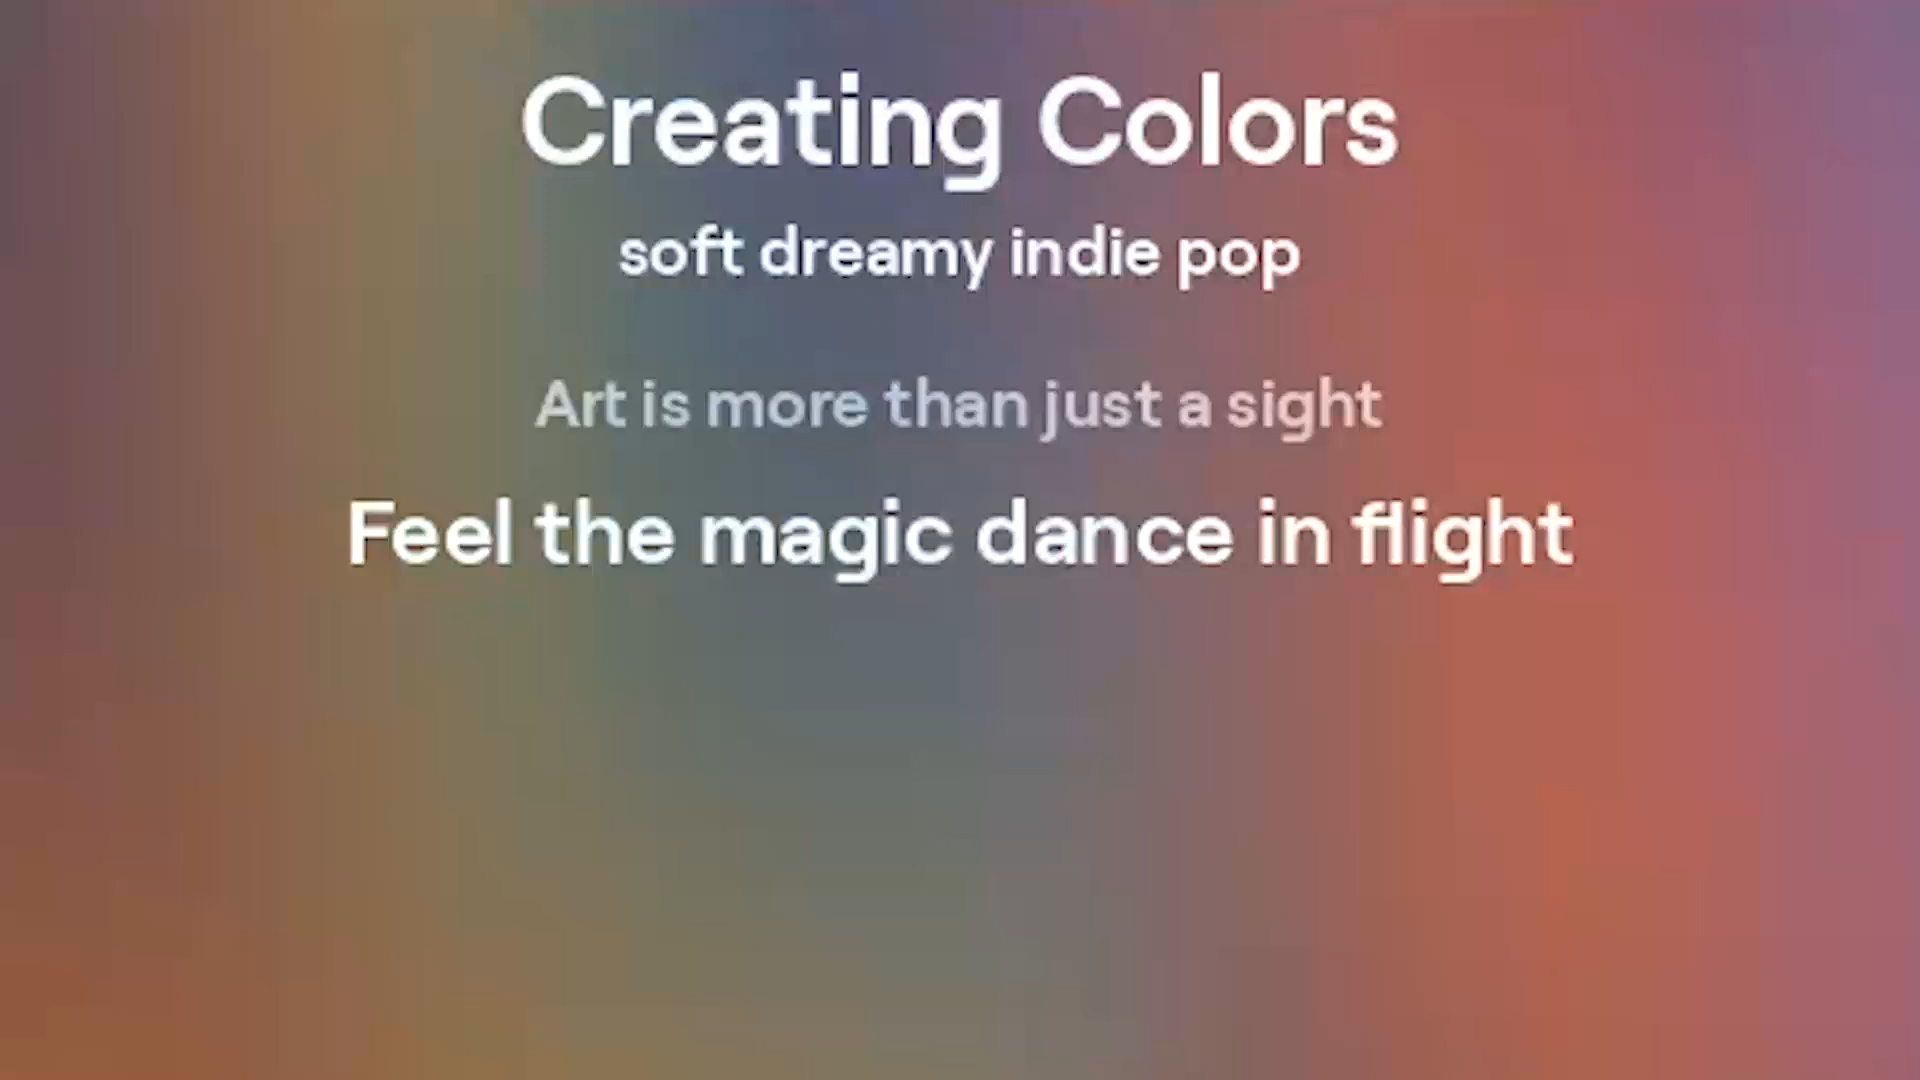 Creating Colors
soft dreamy indie pop
Art is more than just a sight
Feel the magic dance in flight